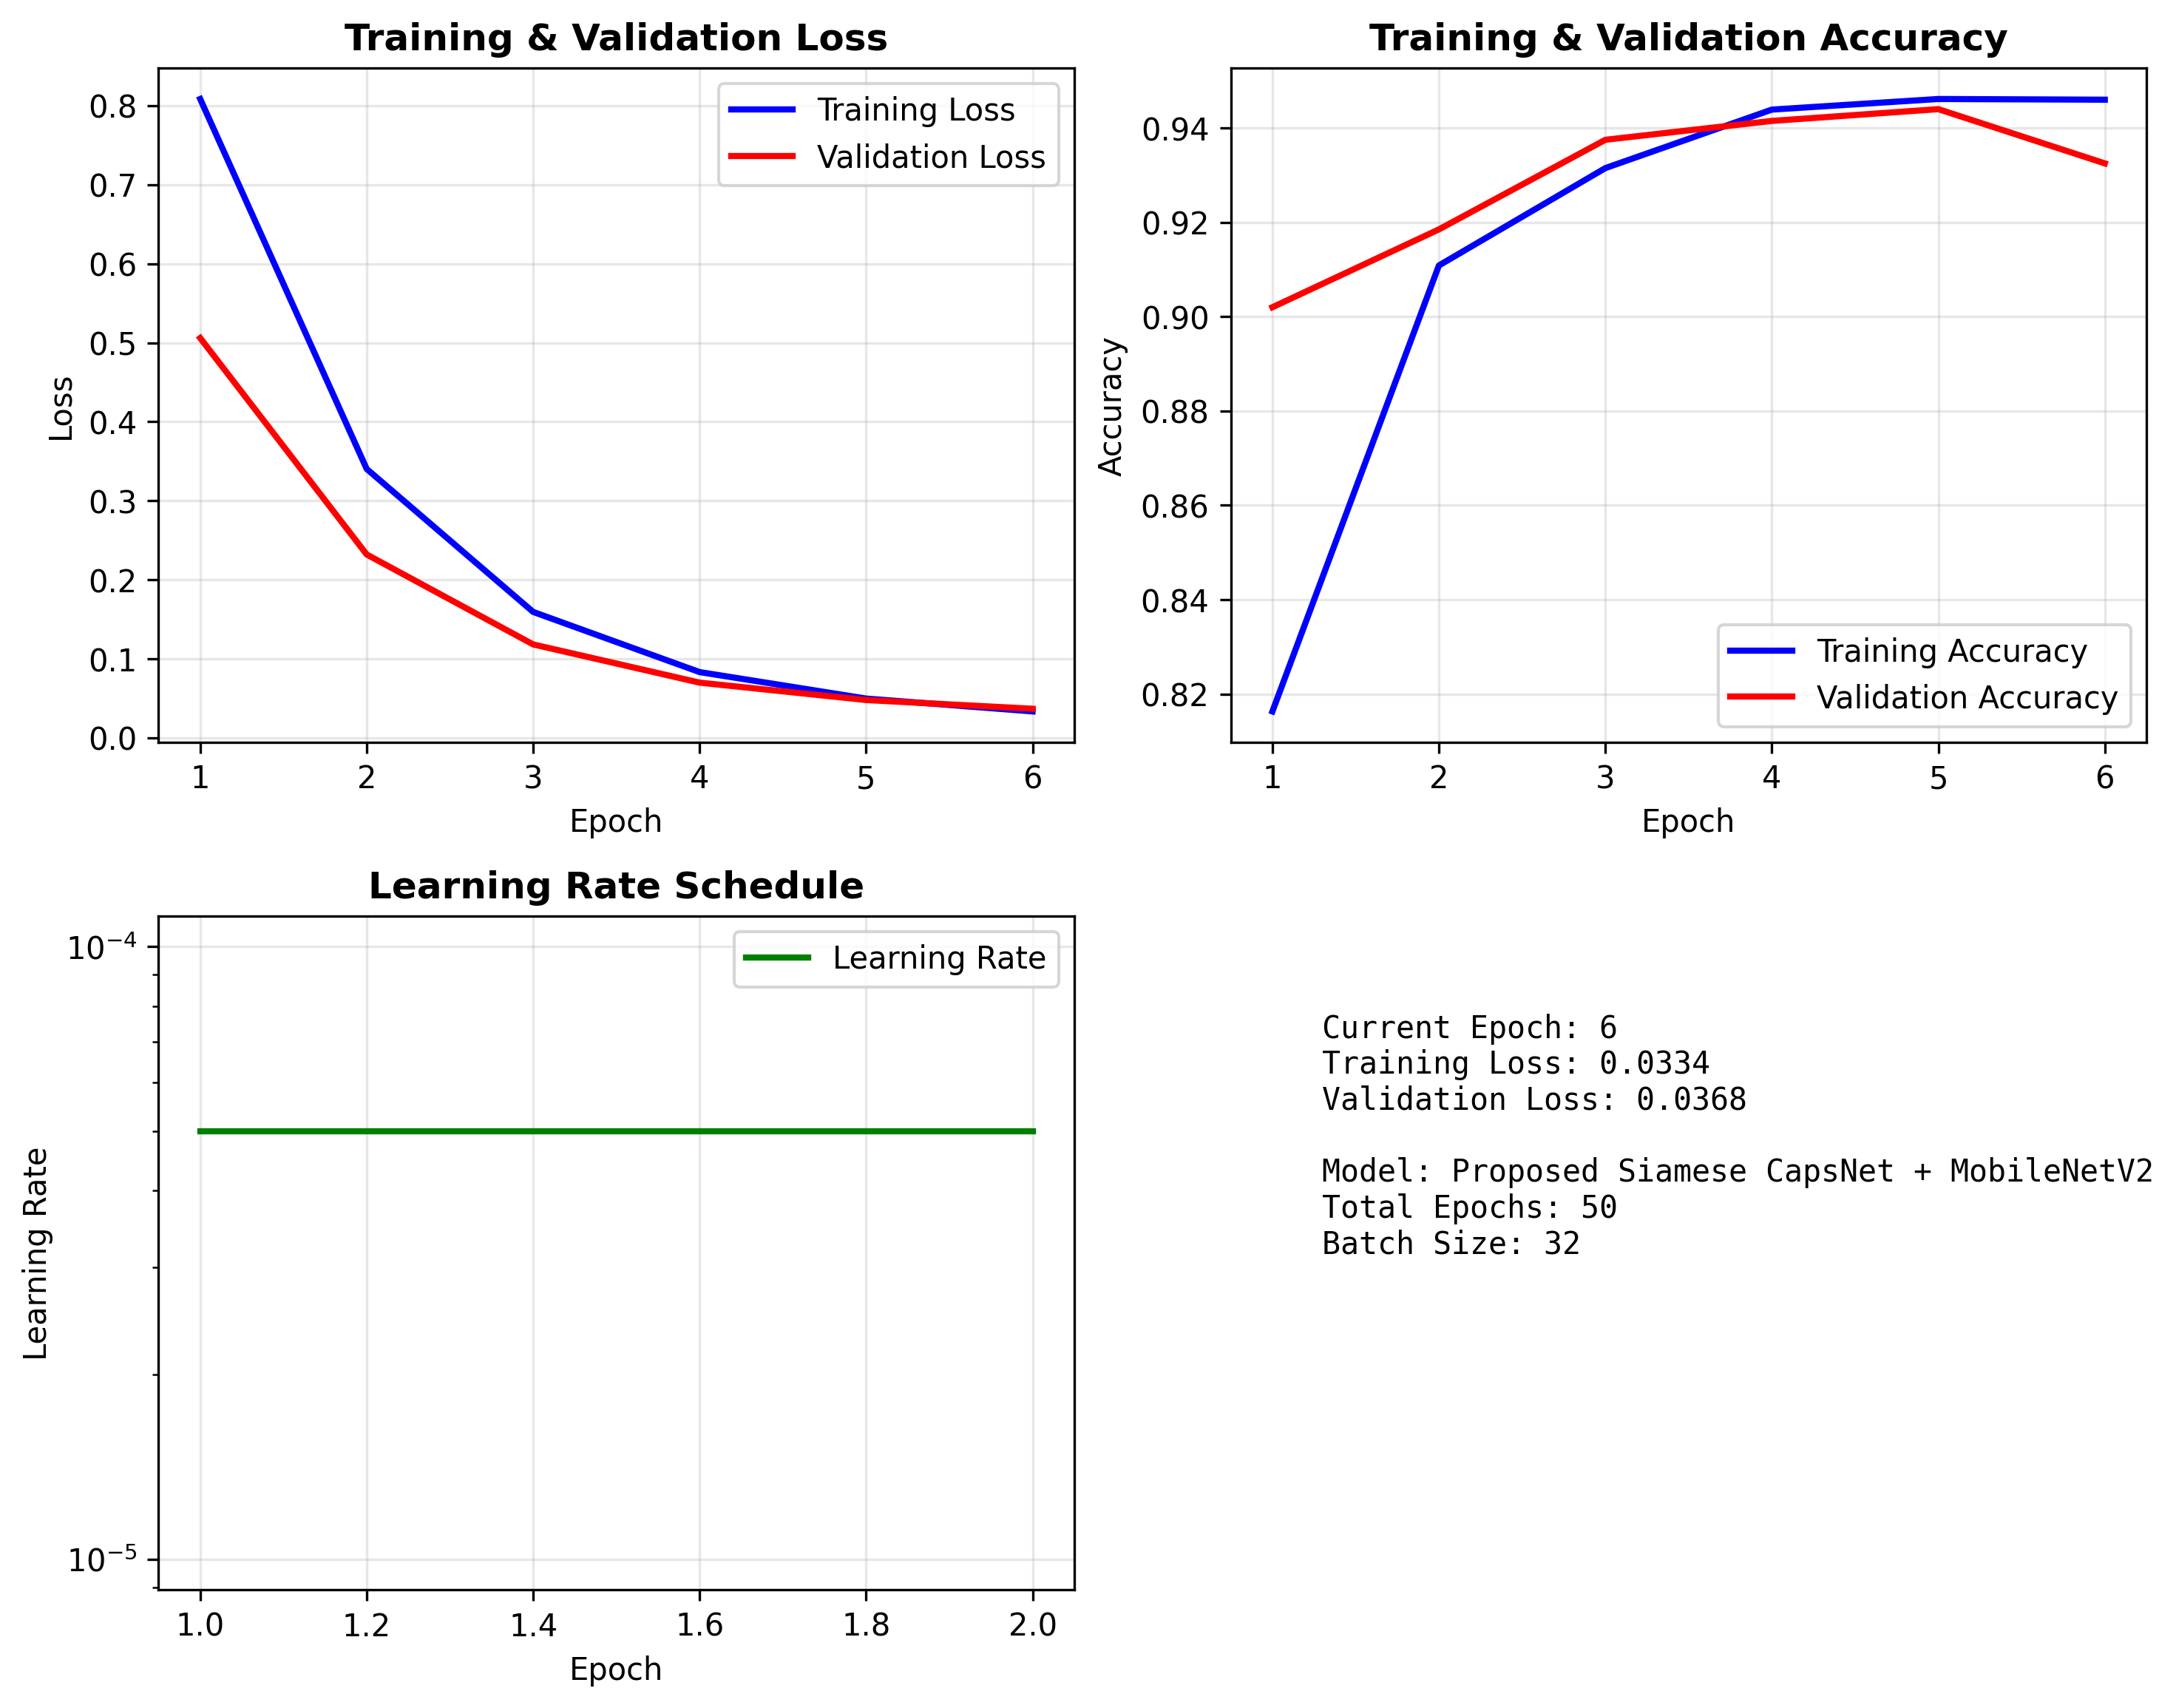 Training & Validation Loss
Loss
0.8
0.7
0.6
0.5
0.4
0.3
0.2
0.1
0.0
Training Loss
Validation Loss
1 2 3 4 5 6
Epoch
Training & Validation Accuracy
Accuracy
0.94
0.92
0.90
0.88
0.86
0.84
0.82
Training Accuracy
Validation Accuracy
1 2 3 4 5 6
Epoch
Learning Rate Schedule
Learning Rate
10⁻⁴
10⁻⁵
Learning Rate
1.0 1.2 1.4 1.6 1.8 2.0
Epoch
Current Epoch: 6
Training Loss: 0.0334
Validation Loss: 0.0368
Model: Proposed Siamese CapsNet + MobileNetV2
Total Epochs: 50
Batch Size: 32